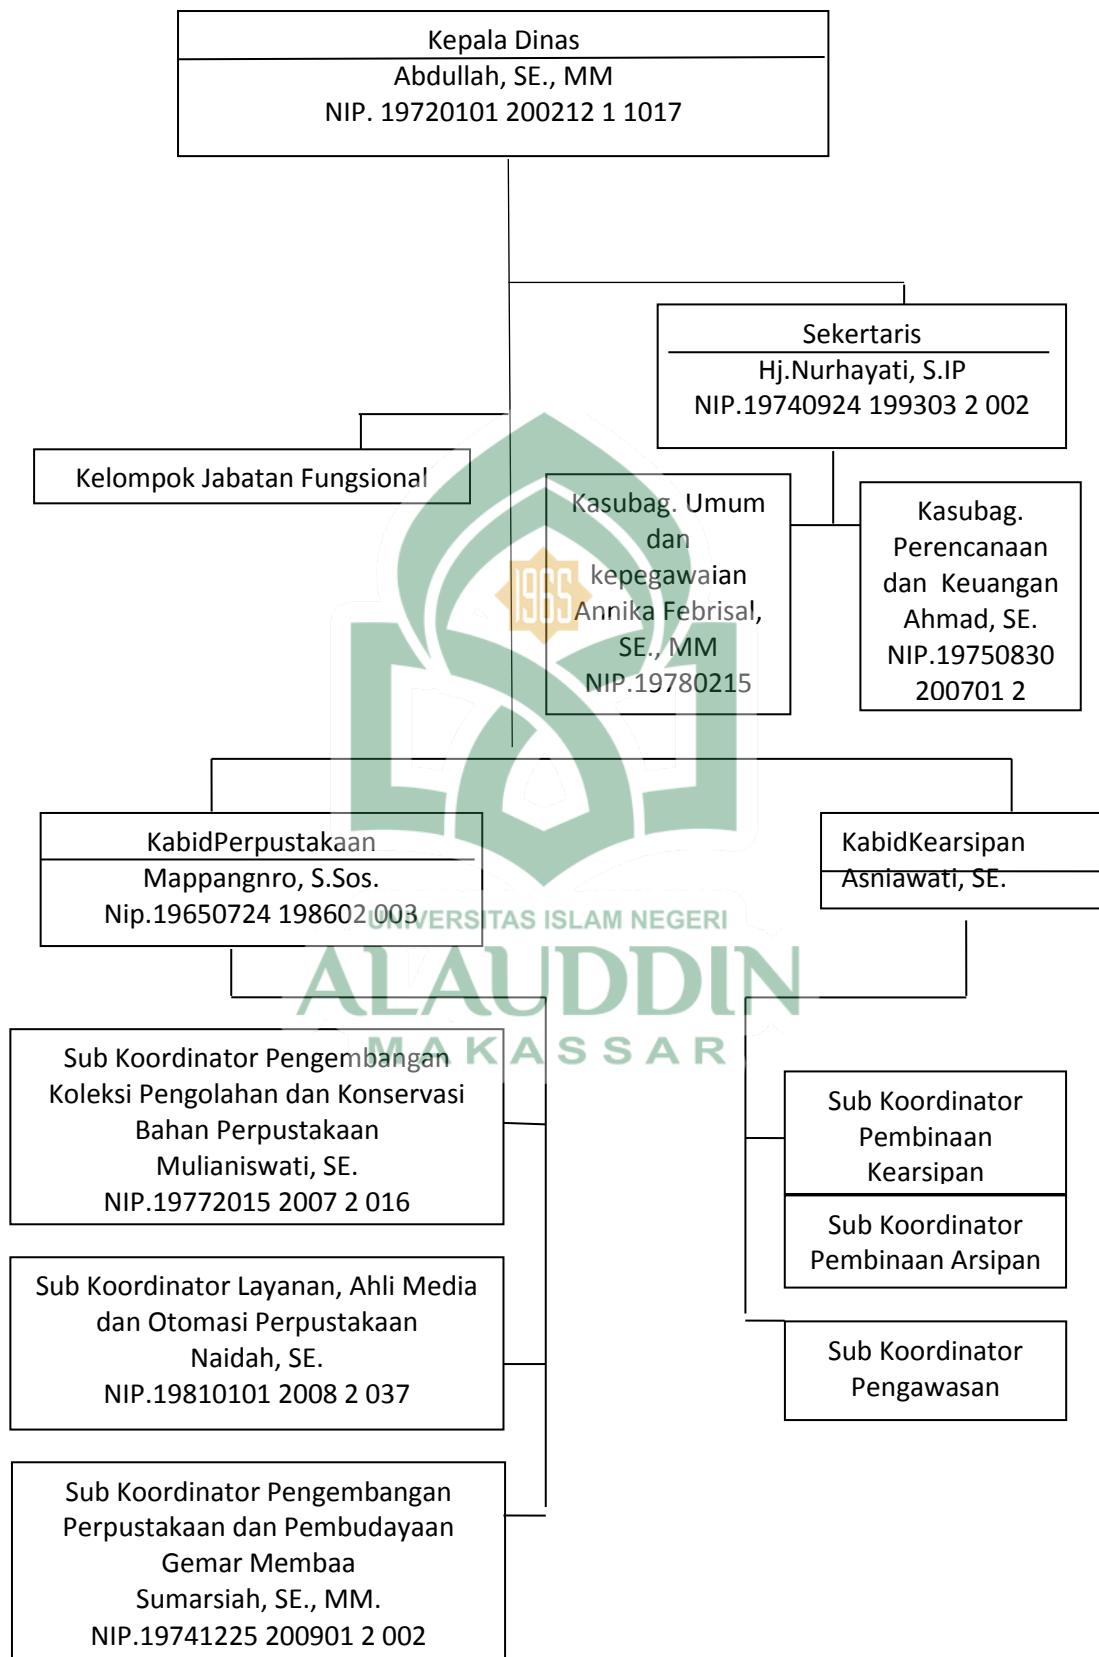 Kepala Dinas
Abdullah, SE., MM
NIP. 19720101 200212 1 1017
Sekertaris
Hj.Nurhayati, S.IP
NIP.19740924 199303 2 002
Kelompok Jabatan Fungsional
Kasubag. Umum
dan
kepegawaian
Annika Febrisal,
SE., MM
NIP.19780215
Kasubag.
Perencanaan
dan Keuangan
Ahmad, SE.
NIP.19750830
200701 2
1965
KabidPerpustakaan
Mappangnro, S.Sos.
Nip.19650724 198602 003
KabidKearsipan
Asniawati, SE.
UNIVERSITAS ISLAM NEGERI
ALAUDDIN
MAKASSAR
Sub Koordinator Pengembangan
Koleksi Pengolahan dan Konservasi
Bahan Perpustakaan
Mulianiswati, SE.
NIP.19772015 2007 2 016
Sub Koordinator Layanan, Ahli Media
dan Otomasi Perpustakaan
Naidah, SE.
NIP.19810101 2008 2 037
Sub Koordinator Pengembangan
Perpustakaan dan Pembudayaan
Gemar Membaa
Sumarsiah, SE., MM.
NIP.19741225 200901 2 002
Sub Koordinator
Pembinaan
Kearsipan
Sub Koordinator
Pembinaan Arsipan
Sub Koordinator
Pengawasan